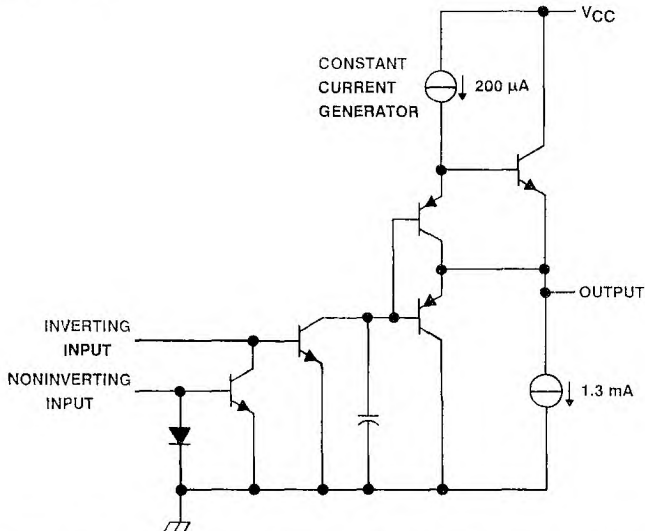 VCC
CONSTANT
CURRENT
GENERATOR
200 µA
OUTPUT
INVERTING
INPUT
NONINVERTING
INPUT
1.3 mA